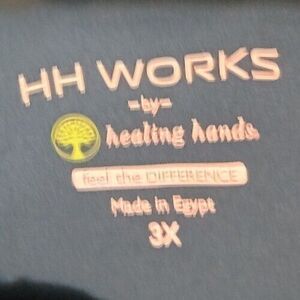 HH WORKS
-by-
healing hands
feel the DIFFERENCE
Made in Egypt
3X